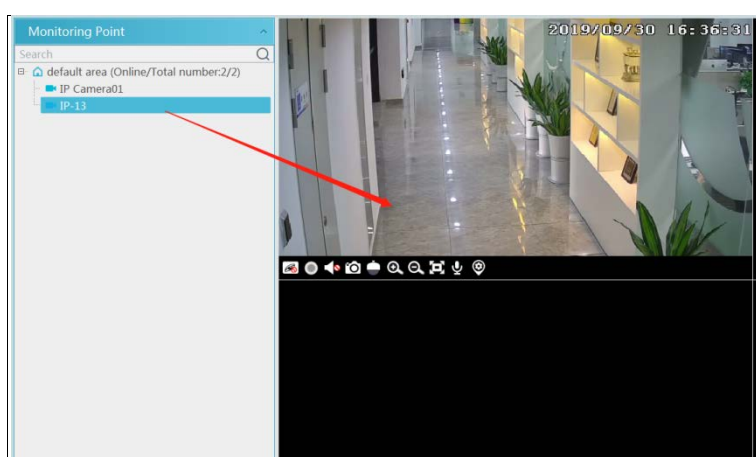 Monitoring Point
Search
default area (Online/Total number:2/2)
IP Camera01
IP-13
2019/09/30 16:36:31